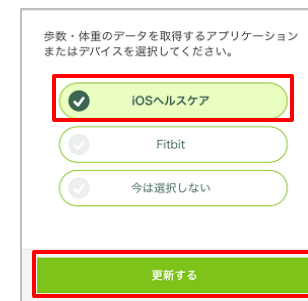 歩数・体重のデータを取得するアプリケーション
またはデバイスを選択してください。
iOSヘルスケア
Fitbit
今は選択しない
更新する